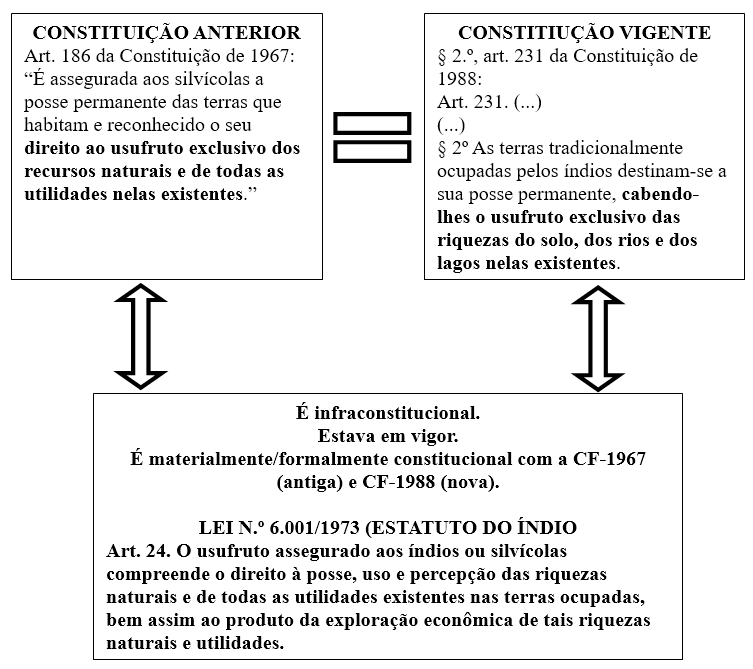 CONSTITUIÇÃO ANTERIOR
Art. 186 da Constituição de 1967:
“É assegurada aos silvícolas a
posse permanente das terras que
habitam e reconhecido o seu
direito ao usufruto exclusivo dos
recursos naturais e de todas as
utilidades nelas existentes.”
CONSTITIUÇÃO VIGENTE
§ 2.º, art. 231 da Constituição de
1988:
Art. 231. (...)
(...)
§ 2º As terras tradicionalmente
ocupadas pelos índios destinam-se a
sua posse permanente, cabendo-
lhes o usufruto exclusivo das
riquezas do solo, dos rios e dos
lagos nelas existentes.
É infraconstitucional.
Estava em vigor.
É materialmente/formalmente constitucional com a CF-1967
(antiga) e CF-1988 (nova).
LEI N.º 6.001/1973 (ESTATUTO DO ÍNDIO
Art. 24. O usufruto assegurado aos índios ou silvícolas
compreende o direito à posse, uso e percepção das riquezas
naturais e de todas as utilidades existentes nas terras ocupadas,
bem assim ao produto da exploração econômica de tais riquezas
naturais e utilidades.